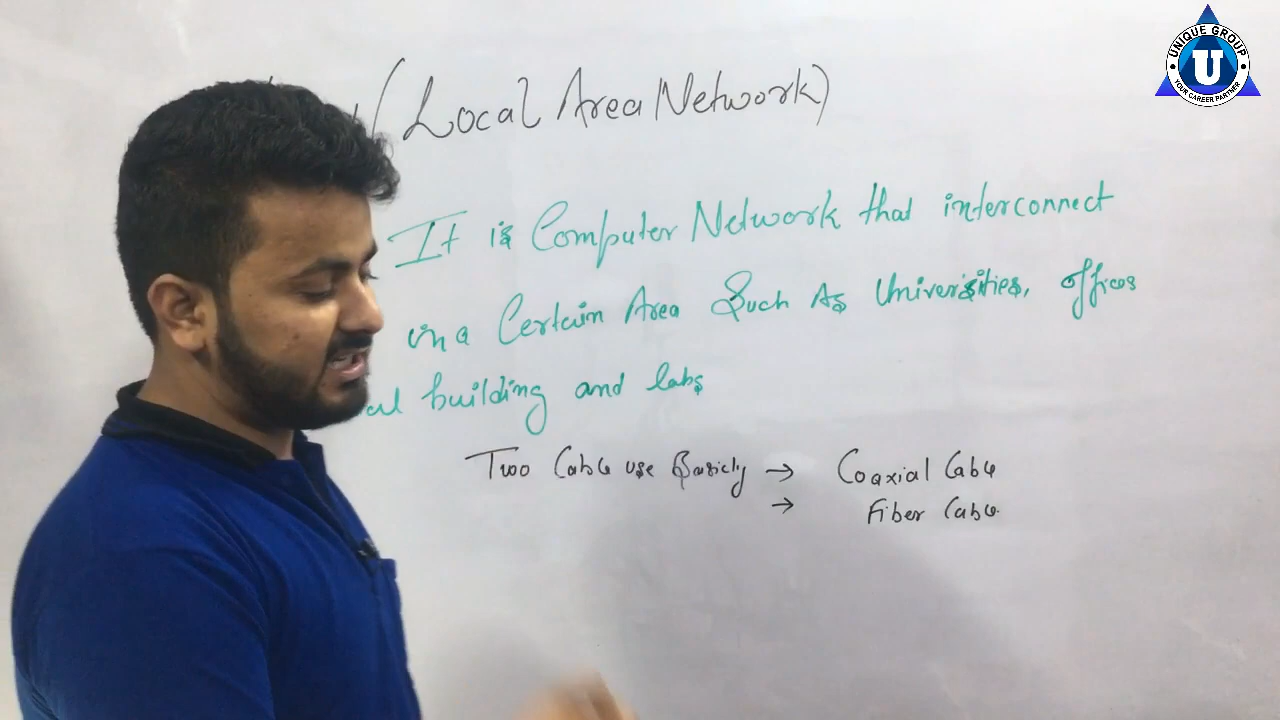 (Local Area Network)
It is Computer Network that interconnect
in a Certain Area Such As Universities, offices
al building and labs
Two Cable use Basicly → Coaxial Cable
→ Fiber Cable
UNIQUE GROUP
U
YOUR CAREER PARTNER